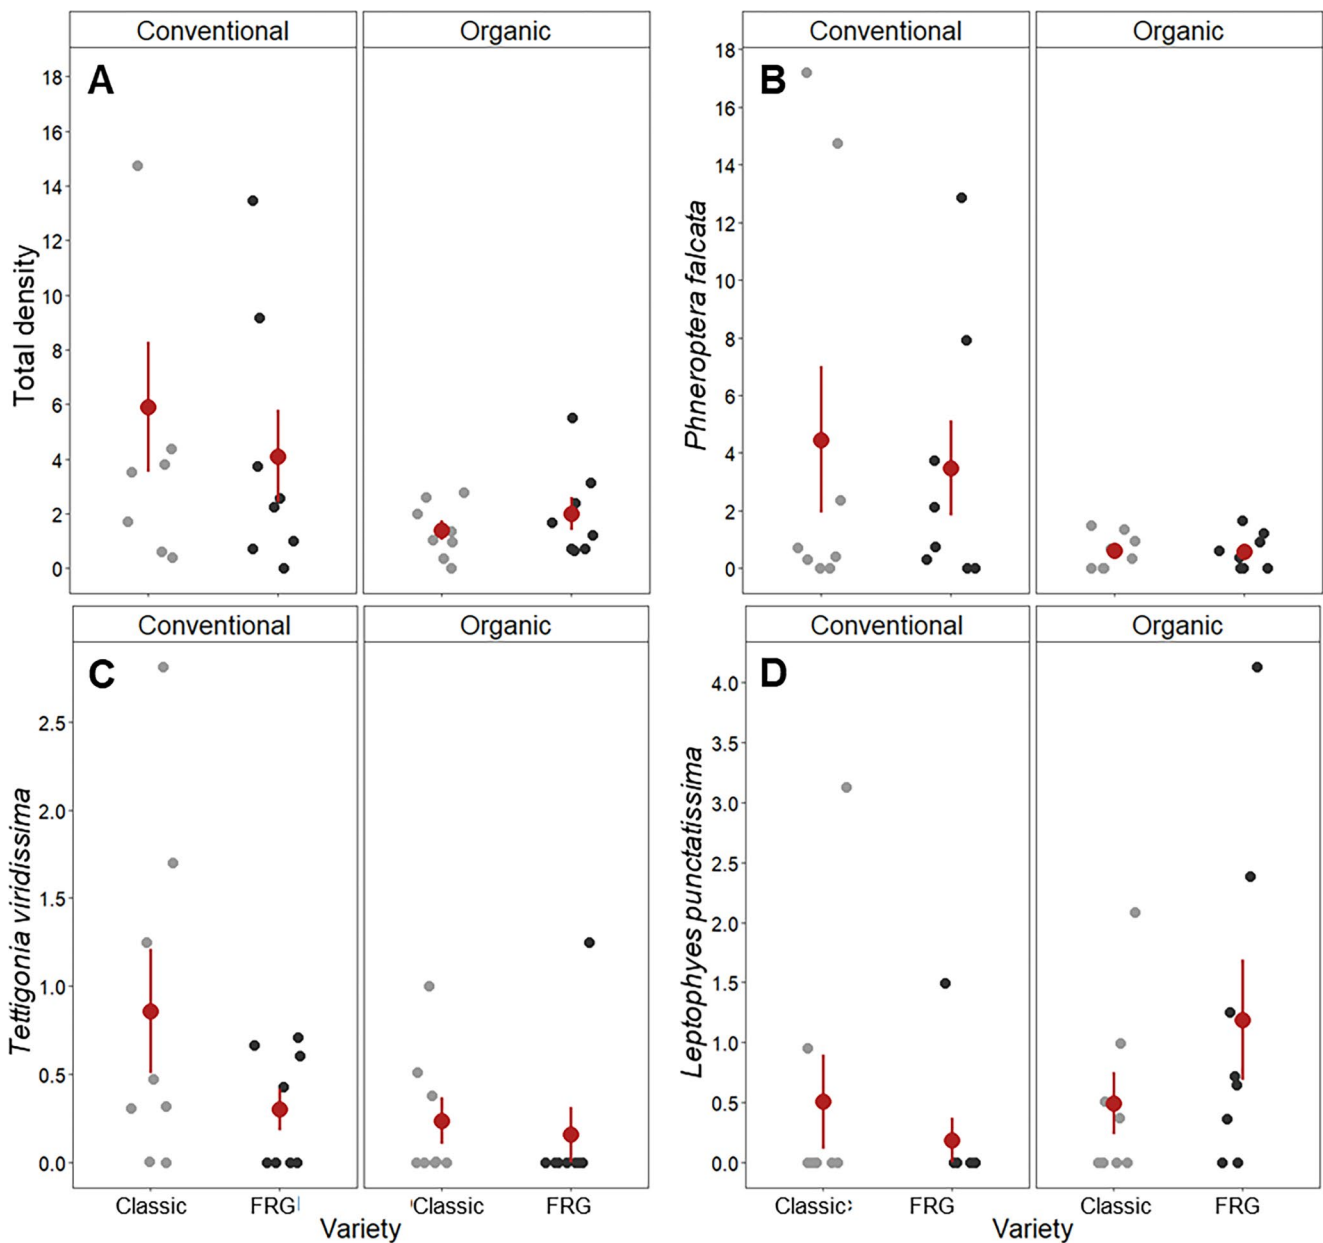 Conventional
Organic
A
18
16
14
12
10
8
6
4
2
0
Total density
Conventional
Organic
B
18
16
14
12
10
8
6
4
2
0
Phneroptera falcata
Conventional
Organic
C
2.5
2.0
1.5
1.0
0.5
0.0
Tettigonia viridissima
Classic
FRG
Classic
FRG
Variety
Conventional
Organic
D
4.0
3.5
3.0
2.5
2.0
1.5
1.0
0.5
0.0
Leptophyes punctatissima
Classic
FRG
Classic
FRG
Variety